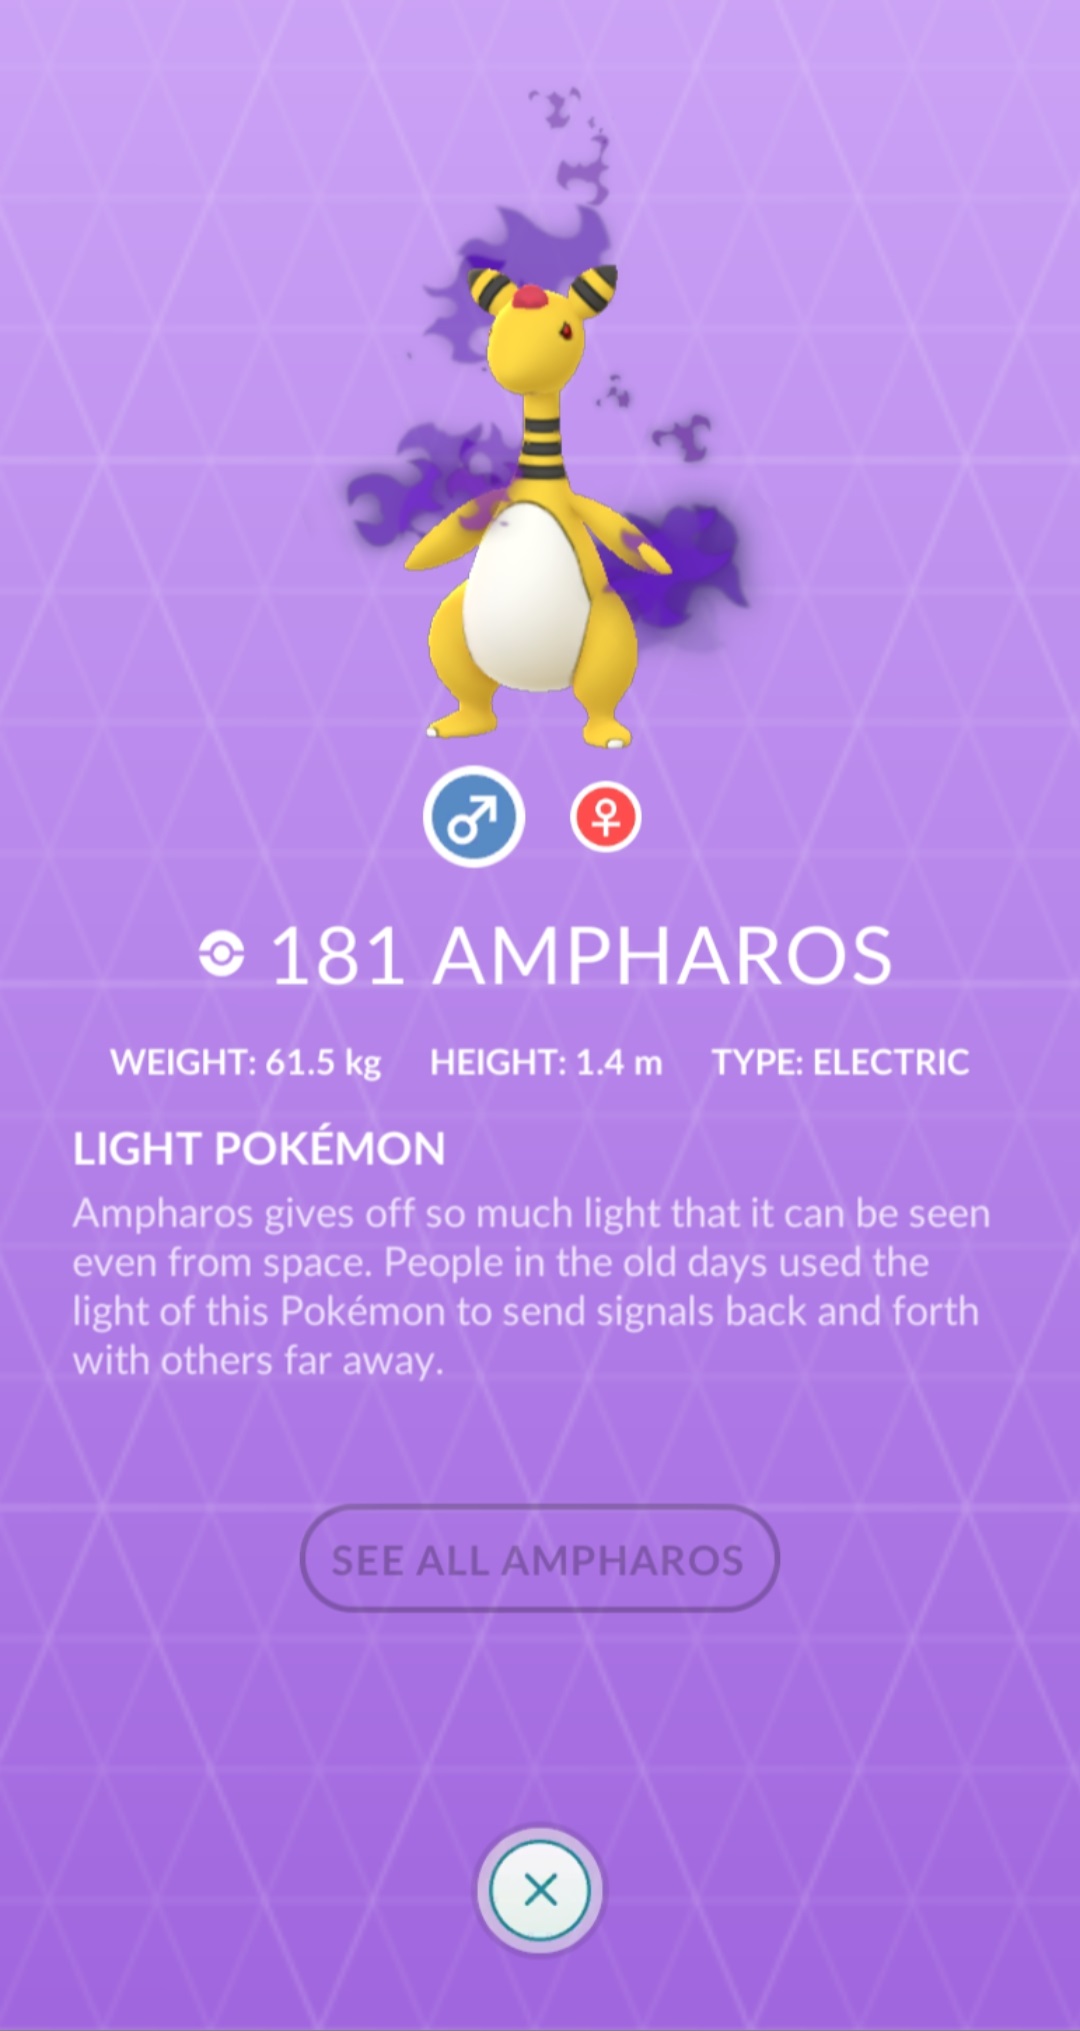 181 AMPHAROS
WEIGHT: 61.5 kg HEIGHT: 1.4 m TYPE: ELECTRIC
LIGHT POKÉMON
Ampharos gives off so much light that it can be seen
even from space. People in the old days used the
light of this Pokémon to send signals back and forth
with others far away.
SEE ALL AMPHAROS